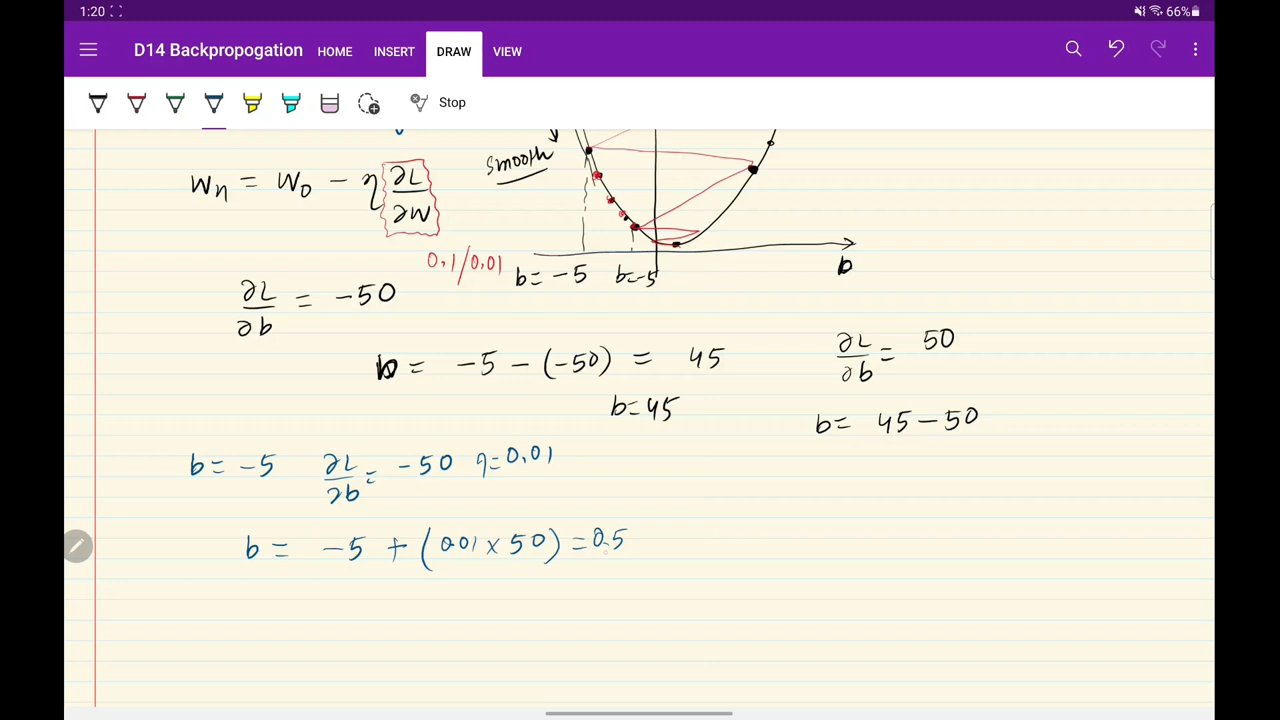 1:20 66%
D14 Backpropogation HOME INSERT DRAW VIEW
Stop
smooth
Wη = W0 − η ∂L/∂W
0,1/0,01
b = −5 b=−5 b
∂L/∂b = −50
b = −5 − (−50) = 45
∂L/∂b = 50
b=45
b= 45 − 50
b = −5 ∂L/∂b = −50 η=0,01
b = −5 + (0.01 × 50) = 0.5